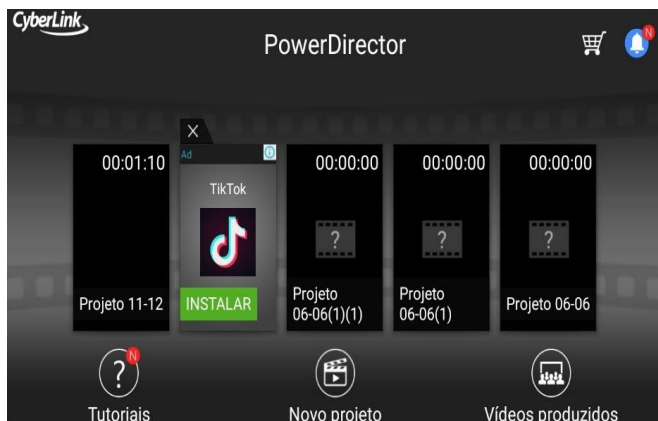 CyberLink
PowerDirector
N
00:01:10
Projeto 11-12
X
Ad
TikTok
INSTALAR
00:00:00
?
Projeto
06-06(1)(1)
00:00:00
?
Projeto
06-06(1)
00:00:00
?
Projeto 06-06
?
N
Tutoriais
Novo projeto
Vídeos produzidos